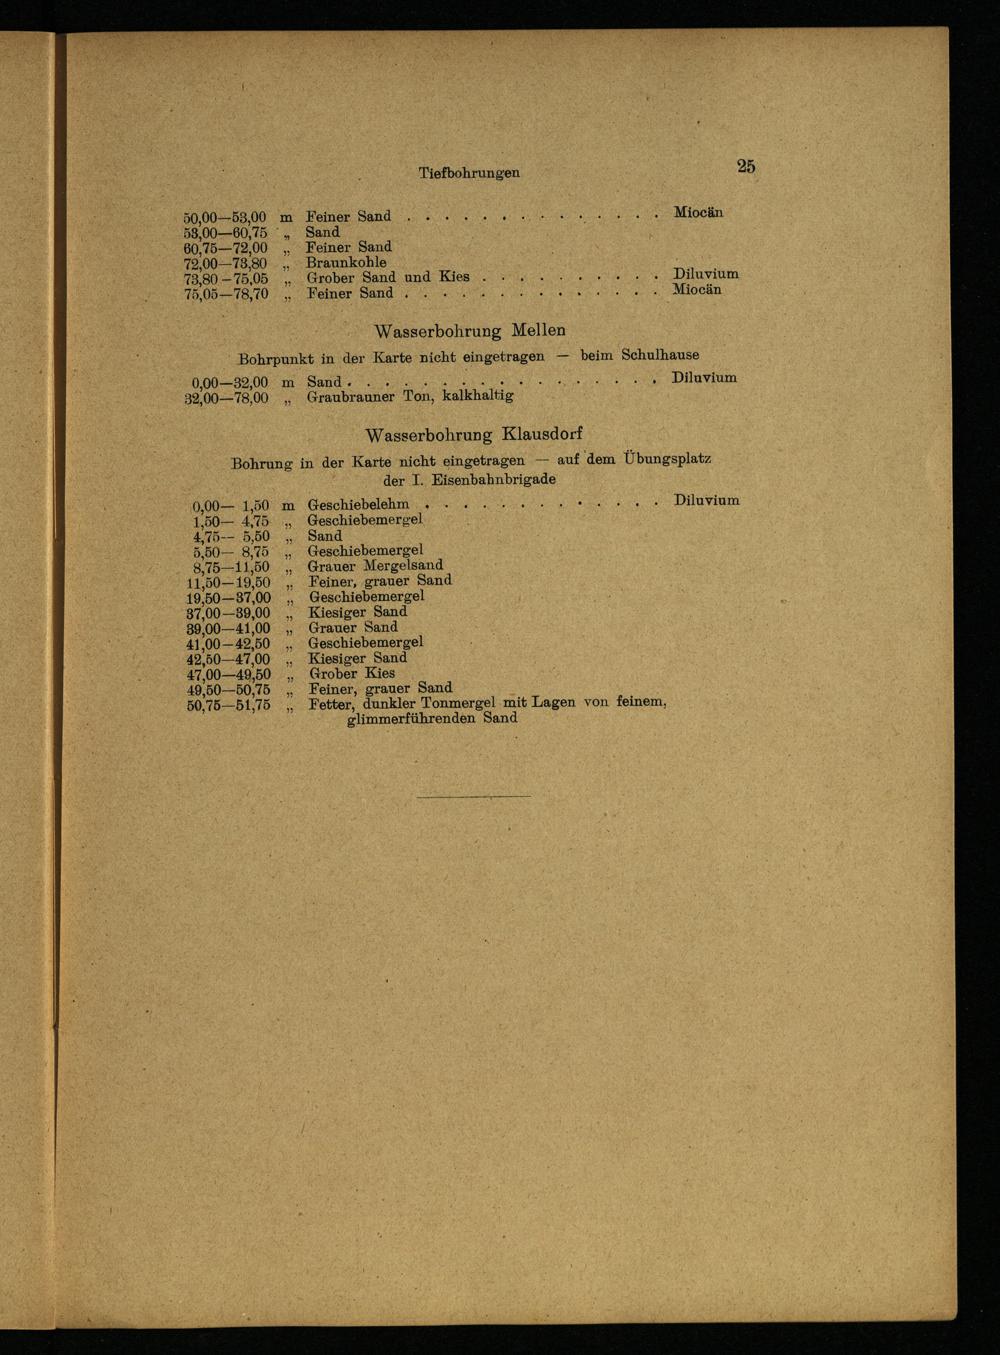 Tiefbohrungen 25
50,00—53,00 m Feiner Sand . . . . . . . . . . . . . . Miocän
53,00—60,75 „ Sand
60,75—72,00 „ Feiner Sand
72,00—73,80 „ Braunkohle
73,80–75,05 „ Grober Sand und Kies . . . . . . . . . . Diluvium
75,05—78,70 „ Feiner Sand . . . . . . . . . . . . . . Miocän
Wasserbohrung Mellen
Bohrpunkt in der Karte nicht eingetragen — beim Schulhause
0,00—32,00 m Sand . . . . . . . . . . . . . . . . . Diluvium
32,00—78,00 „ Graubrauner Ton, kalkhaltig
Wasserbohrung Klausdorf
Bohrung in der Karte nicht eingetragen — auf dem Übungsplatz
der I. Eisenbahnbrigade
0,00— 1,50 m Geschiebelehm . . . . . . . . . . . . . Diluvium
1,50— 4,75 „ Geschiebemergel
4,75— 5,50 „ Sand
5,50— 8,75 „ Geschiebemergel
8,75—11,50 „ Grauer Mergelsand
11,50—19,50 „ Feiner, grauer Sand
19,50—37,00 „ Geschiebemergel
37,00—39,00 „ Kiesiger Sand
39,00—41,00 „ Grauer Sand
41,00—42,50 „ Geschiebemergel
42,50—47,00 „ Kiesiger Sand
47,00—49,50 „ Grober Kies
49,50—50,75 „ Feiner, grauer Sand
50,75—51,75 „ Fetter, dunkler Tonmergel mit Lagen von feinem,
glimmerführenden Sand